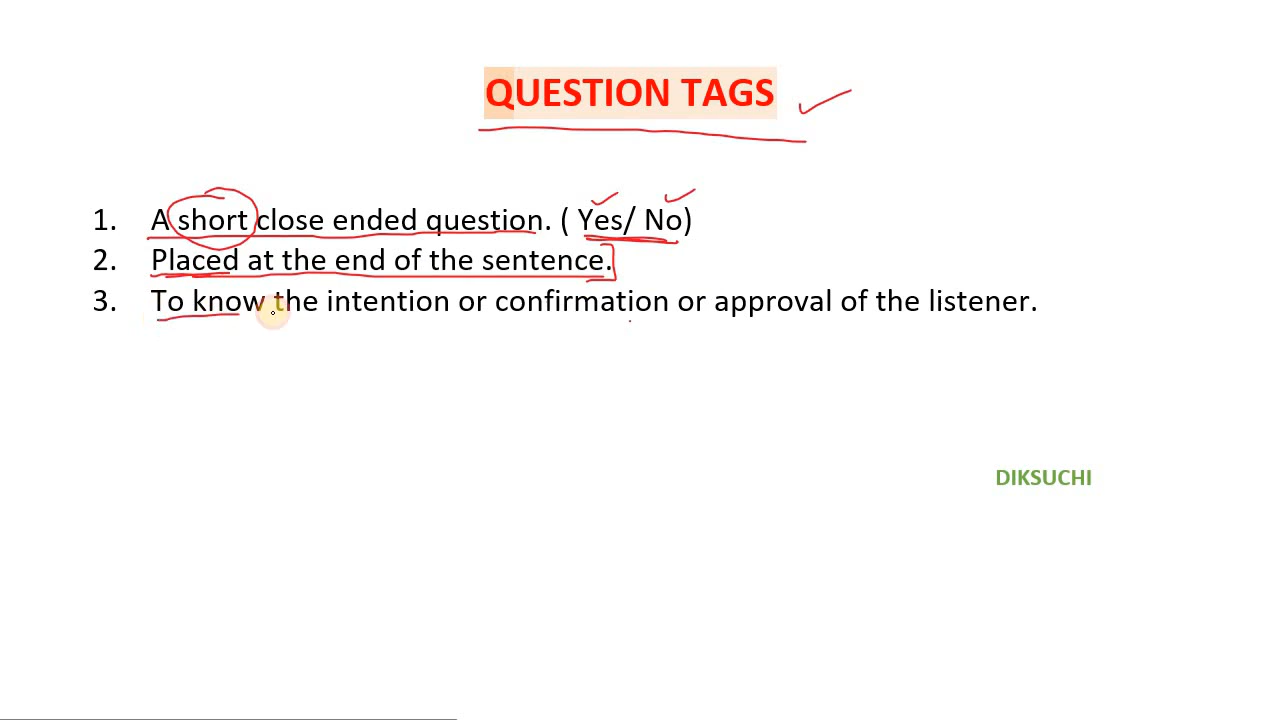 QUESTION TAGS
1. A short close ended question. ( Yes/ No)
2. Placed at the end of the sentence.
3. To know the intention or confirmation or approval of the listener.
DIKSUCHI